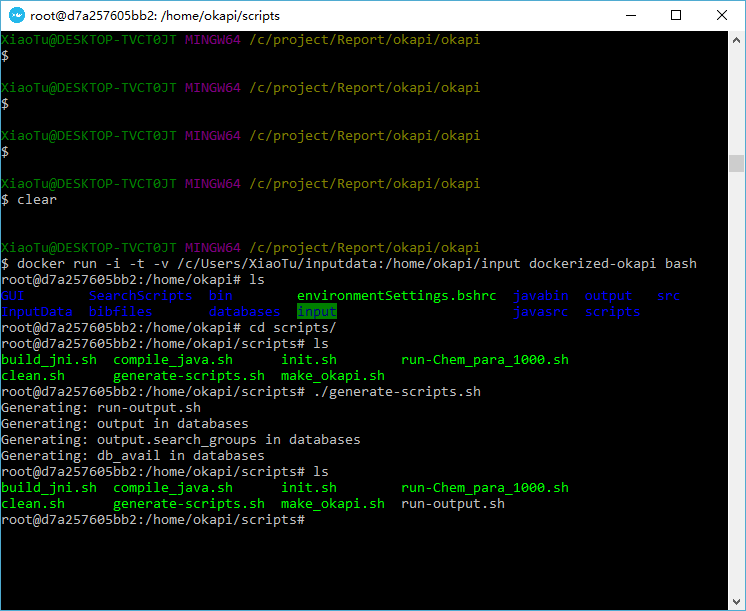 root@d7a257605bb2: /home/okapi/scripts
XiaoTu@DESKTOP-TVCT0JT MINGW64 /c/project/Report/okapi/okapi
$
XiaoTu@DESKTOP-TVCT0JT MINGW64 /c/project/Report/okapi/okapi
$
XiaoTu@DESKTOP-TVCT0JT MINGW64 /c/project/Report/okapi/okapi
$
XiaoTu@DESKTOP-TVCT0JT MINGW64 /c/project/Report/okapi/okapi
$ clear
XiaoTu@DESKTOP-TVCT0JT MINGW64 /c/project/Report/okapi/okapi
$ docker run -i -t -v /c/Users/XiaoTu/inputdata:/home/okapi/input dockerized-okapi bash
root@d7a257605bb2:/home/okapi# ls
GUI SearchScripts bin environmentSettings.bshrc javabin output src
InputData bibfiles databases input javasrc scripts
root@d7a257605bb2:/home/okapi# cd scripts/
root@d7a257605bb2:/home/okapi/scripts# ls
build_jni.sh compile_java.sh init.sh run-Chem_para_1000.sh
clean.sh generate-scripts.sh make_okapi.sh
root@d7a257605bb2:/home/okapi/scripts# ./generate-scripts.sh
Generating: run-output.sh
Generating: output in databases
Generating: output.search_groups in databases
Generating: db_avail in databases
root@d7a257605bb2:/home/okapi/scripts# ls
build_jni.sh compile_java.sh init.sh run-Chem_para_1000.sh
clean.sh generate-scripts.sh make_okapi.sh run-output.sh
root@d7a257605bb2:/home/okapi/scripts#